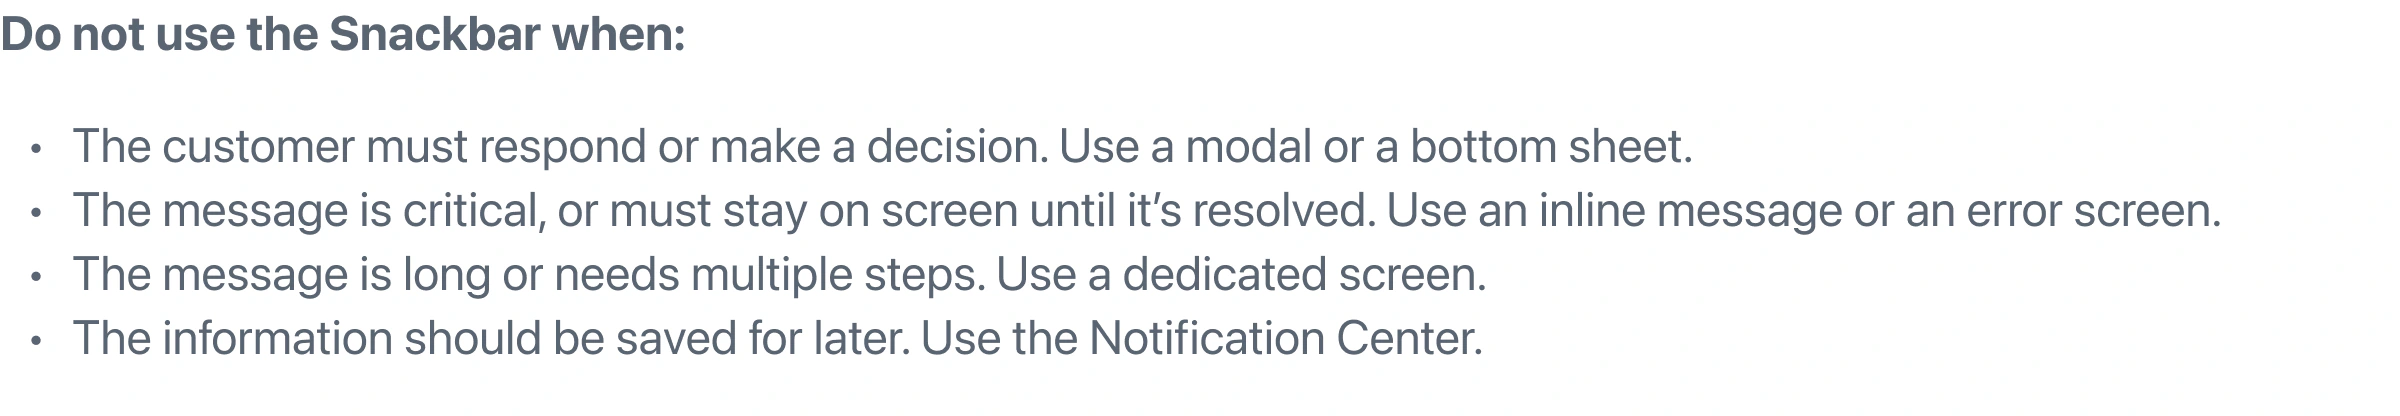 Do not use the Snackbar when:
• The customer must respond or make a decision. Use a modal or a bottom sheet.
• The message is critical, or must stay on screen until it’s resolved. Use an inline message or an error screen.
• The message is long or needs multiple steps. Use a dedicated screen.
• The information should be saved for later. Use the Notification Center.